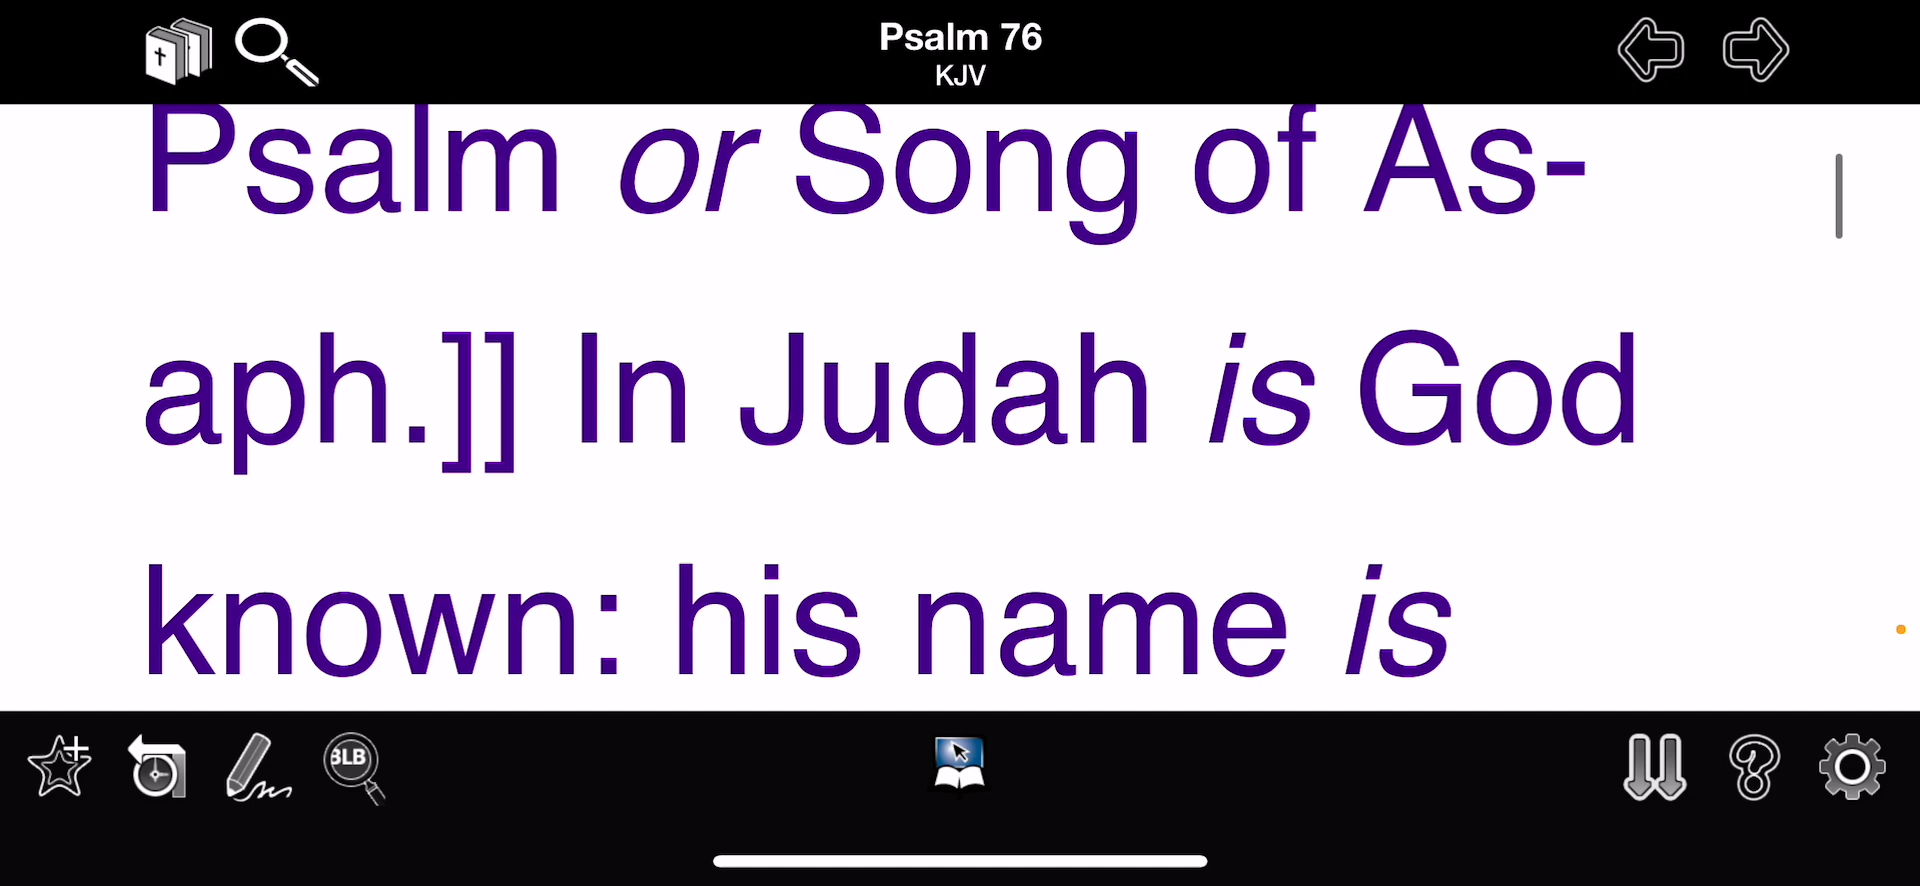 Psalm 76
KJV
Psalm or Song of As-
aph.]] In Judah is God
known: his name is
BLB